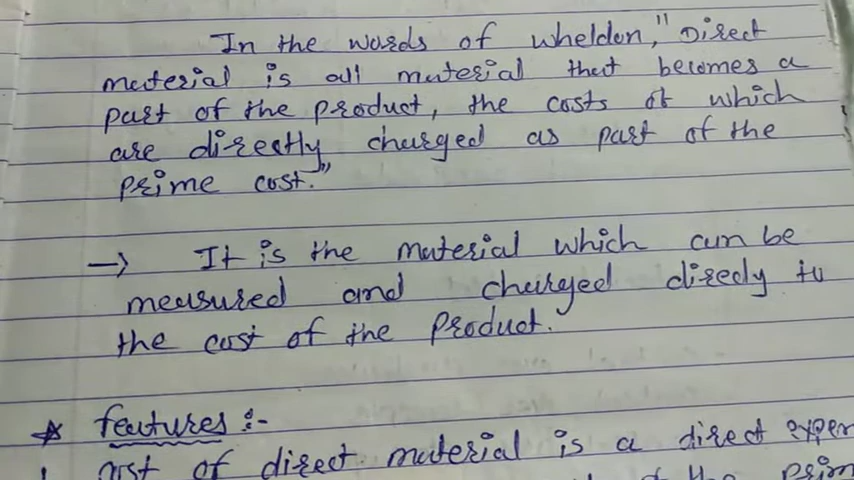 In the words of wheldon, "Direct
material is all material that becomes a
part of the product, the costs of which
are directly charged as part of the
prime cost."
→ It is the material which can be
measured and charged direcly to
the cost of the product.
☆ features :-
cost of direct material is a direct